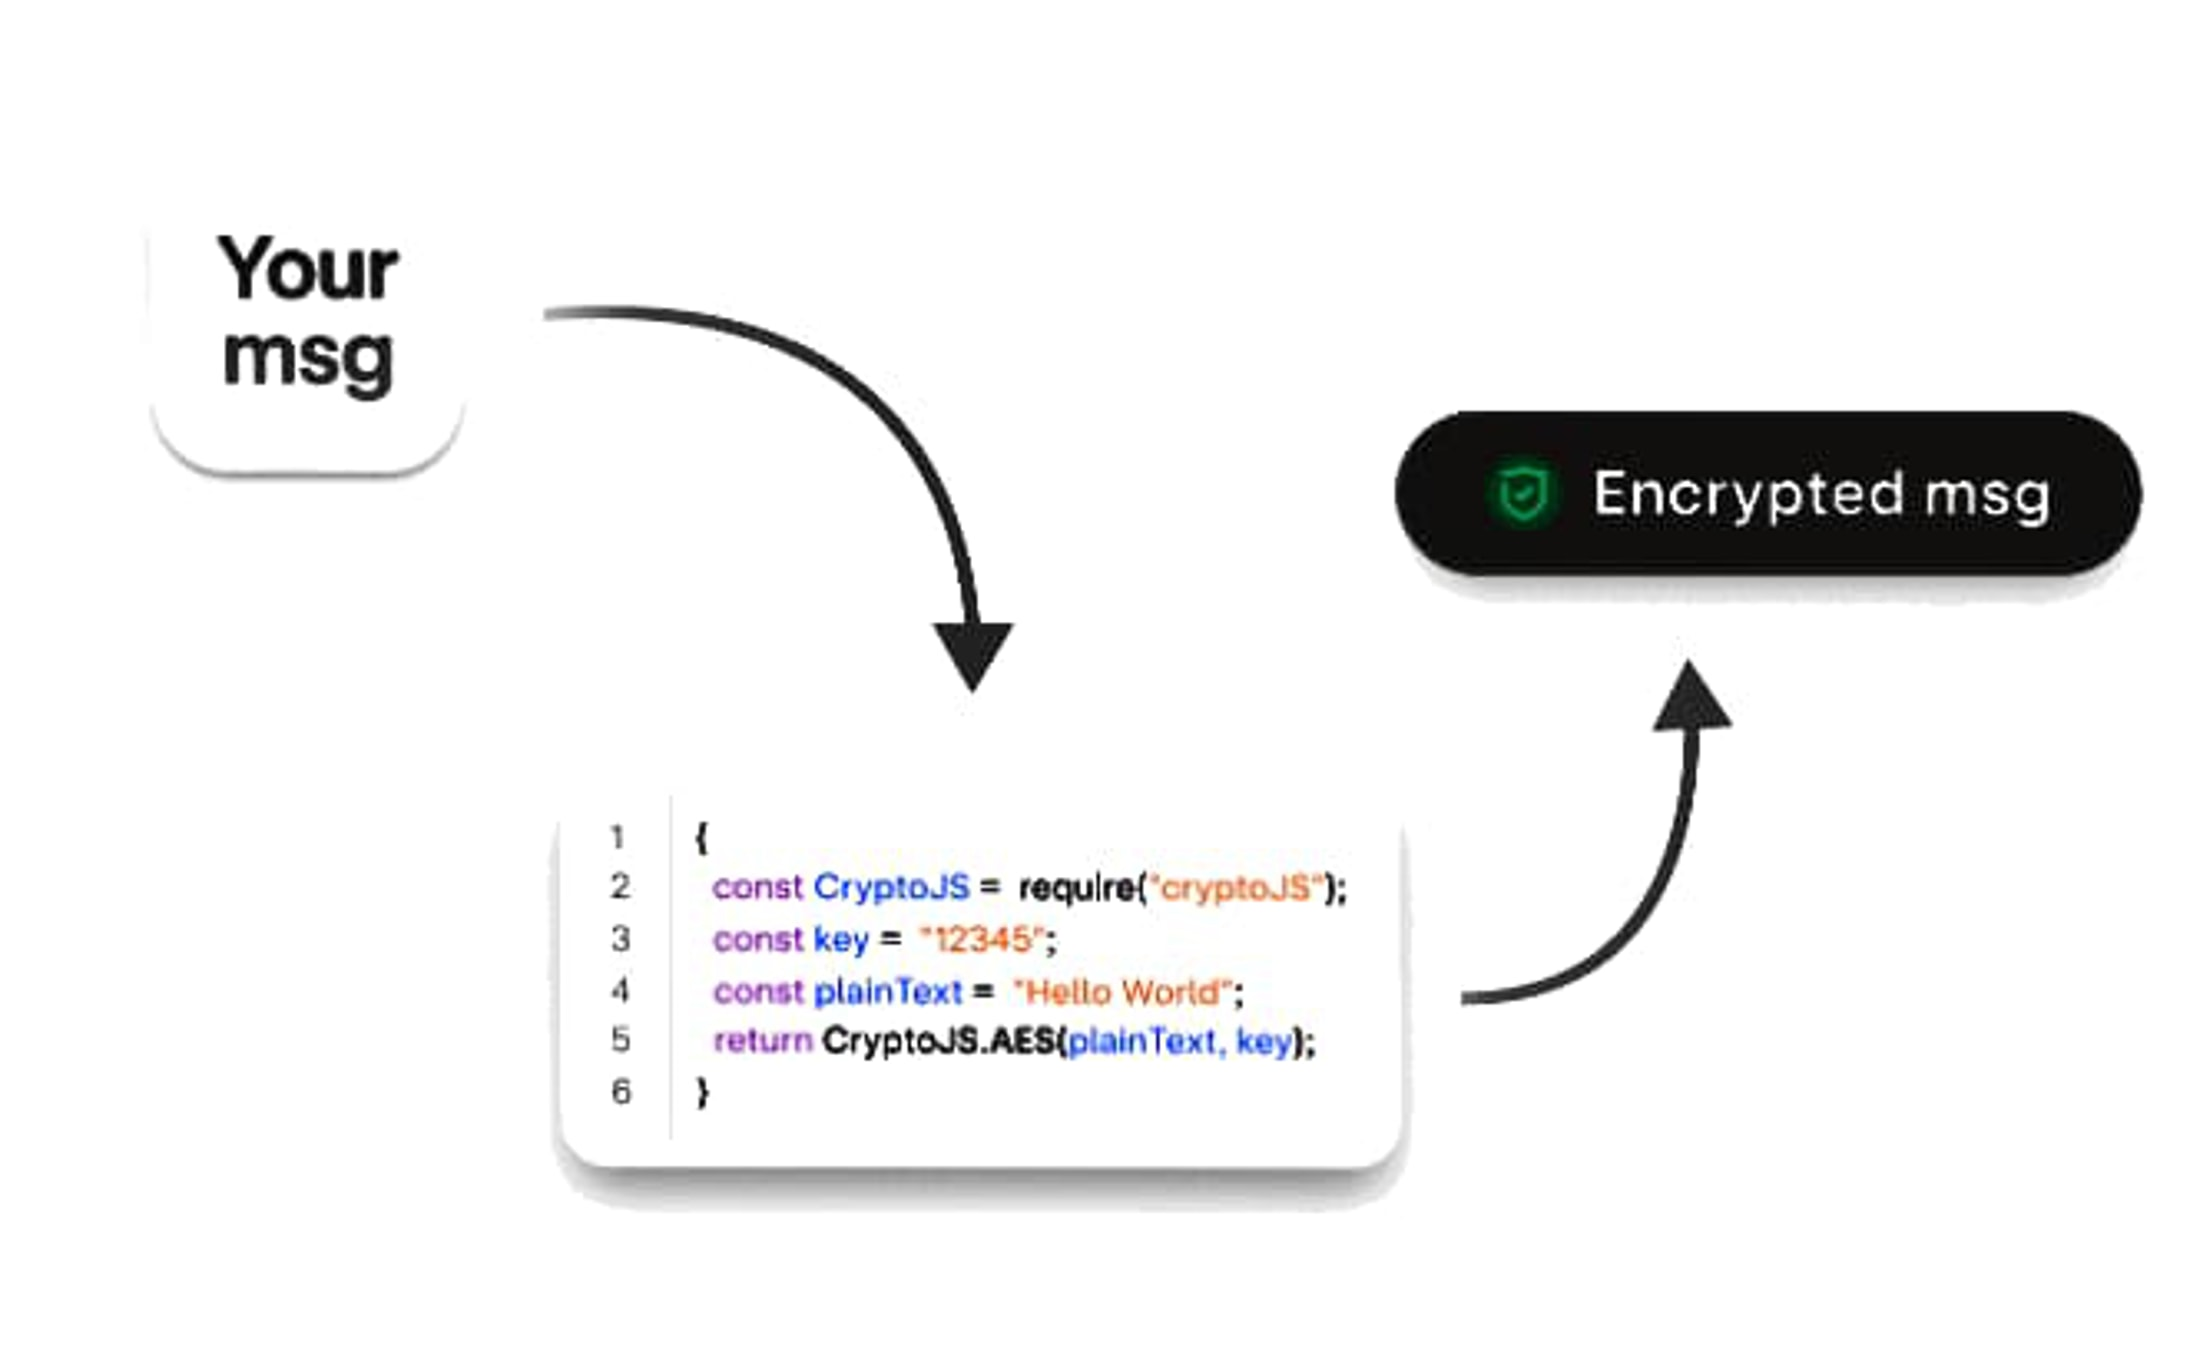 Your
msg
Encrypted msg
1 {
2 const CryptoJS = require("cryptoJS");
3 const key = "12345";
4 const plainText = "Hello World";
5 return CryptoJS.AES(plainText, key);
6 }